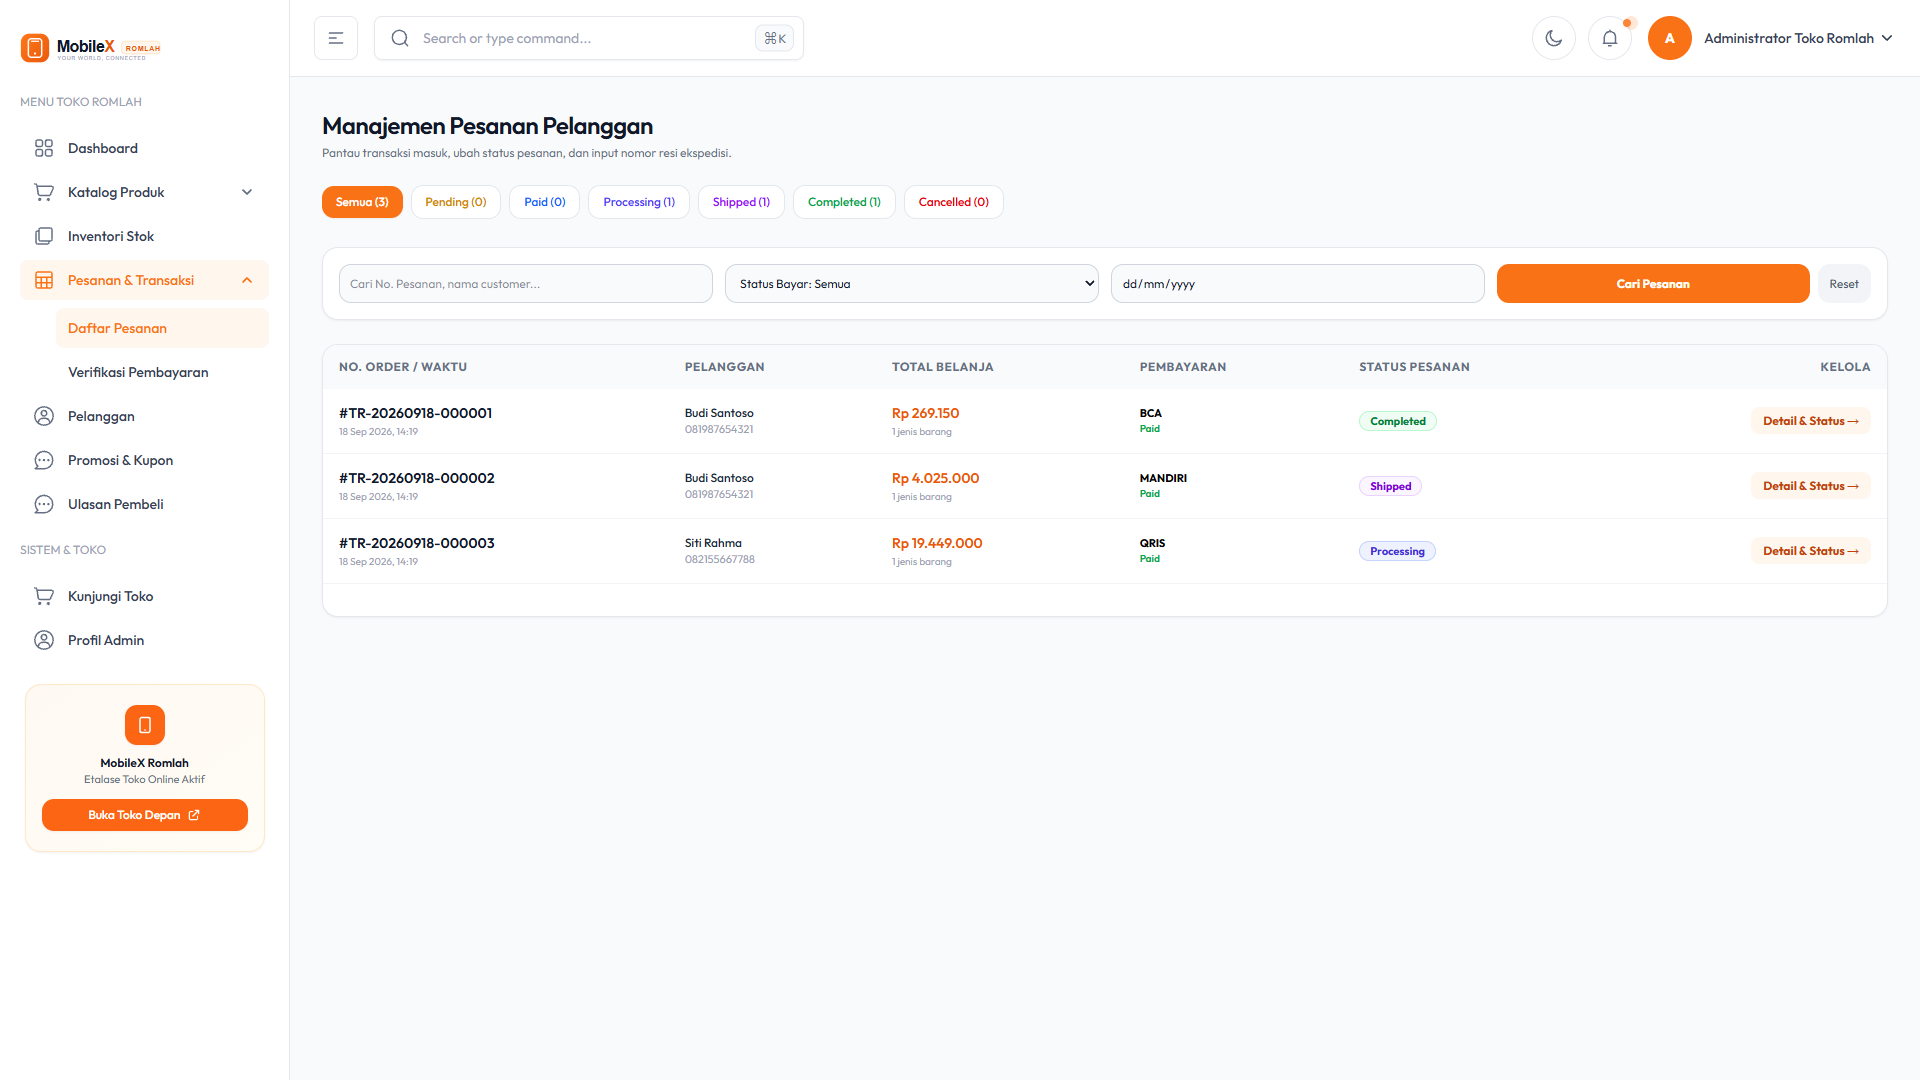 MobileX ROMLAH
YOUR WORLD, CONNECTED
MENU TOKO ROMLAH
Dashboard
Katalog Produk
Inventori Stok
Pesanan & Transaksi
Daftar Pesanan
Verifikasi Pembayaran
Pelanggan
Promosi & Kupon
Ulasan Pembeli
SISTEM & TOKO
Kunjungi Toko
Profil Admin
MobileX Romlah
Etalase Toko Online Aktif
Buka Toko Depan
Search or type command... ⌘K
A Administrator Toko Romlah
Manajemen Pesanan Pelanggan
Pantau transaksi masuk, ubah status pesanan, dan input nomor resi ekspedisi.
Semua (3) Pending (0) Paid (0) Processing (1) Shipped (1) Completed (1) Cancelled (0)
Cari No. Pesanan, nama customer... Status Bayar: Semua dd/mm/yyyy Cari Pesanan Reset
NO. ORDER / WAKTU PELANGGAN TOTAL BELANJA PEMBAYARAN STATUS PESANAN KELOLA
#TR-20260918-000001 Budi Santoso Rp 269.150 BCA Completed Detail & Status →
18 Sep 2026, 14:19 081987654321 1 jenis barang Paid
#TR-20260918-000002 Budi Santoso Rp 4.025.000 MANDIRI Shipped Detail & Status →
18 Sep 2026, 14:19 081987654321 1 jenis barang Paid
#TR-20260918-000003 Siti Rahma Rp 19.449.000 QRIS Processing Detail & Status →
18 Sep 2026, 14:19 082155667788 1 jenis barang Paid